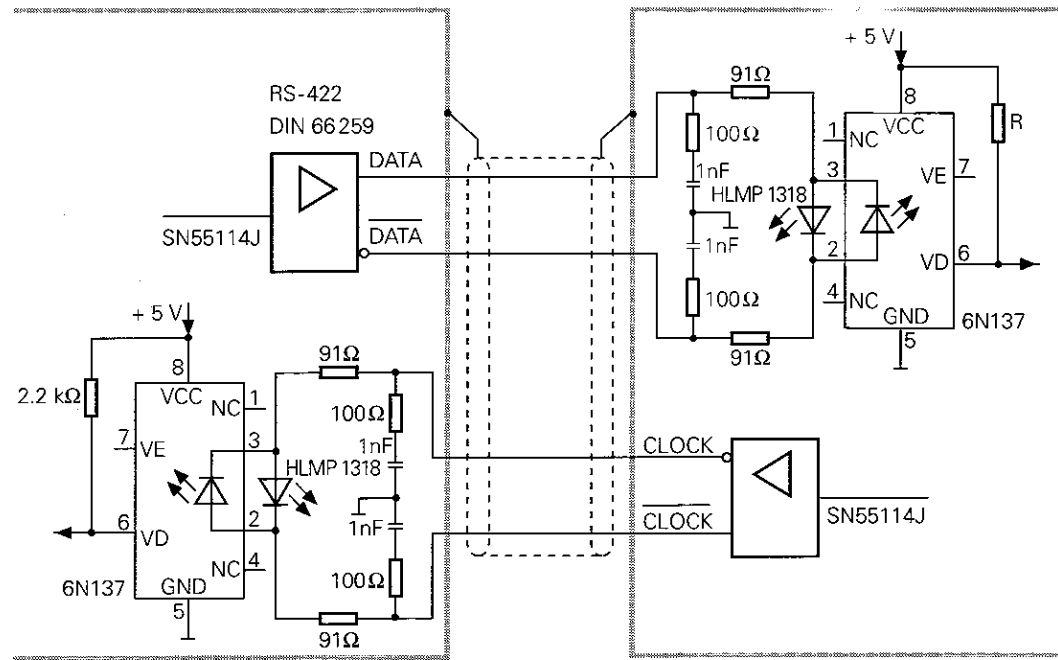 RS-422
DIN 66259
DATA
DATA
SN55114J
91Ω
100Ω
1nF
HLMP 1318
1nF
100Ω
91Ω
+ 5 V
8
VCC
1
NC
3
VE
7
R
2
VD
6
4
NC
GND
5
6N137
+ 5 V
8
VCC
2.2 kΩ
NC
1
7
VE
3
6
VD
2
NC
4
GND
5
6N137
91Ω
100Ω
1nF
HLMP 1318
1nF
100Ω
91Ω
CLOCK
CLOCK
SN55114J